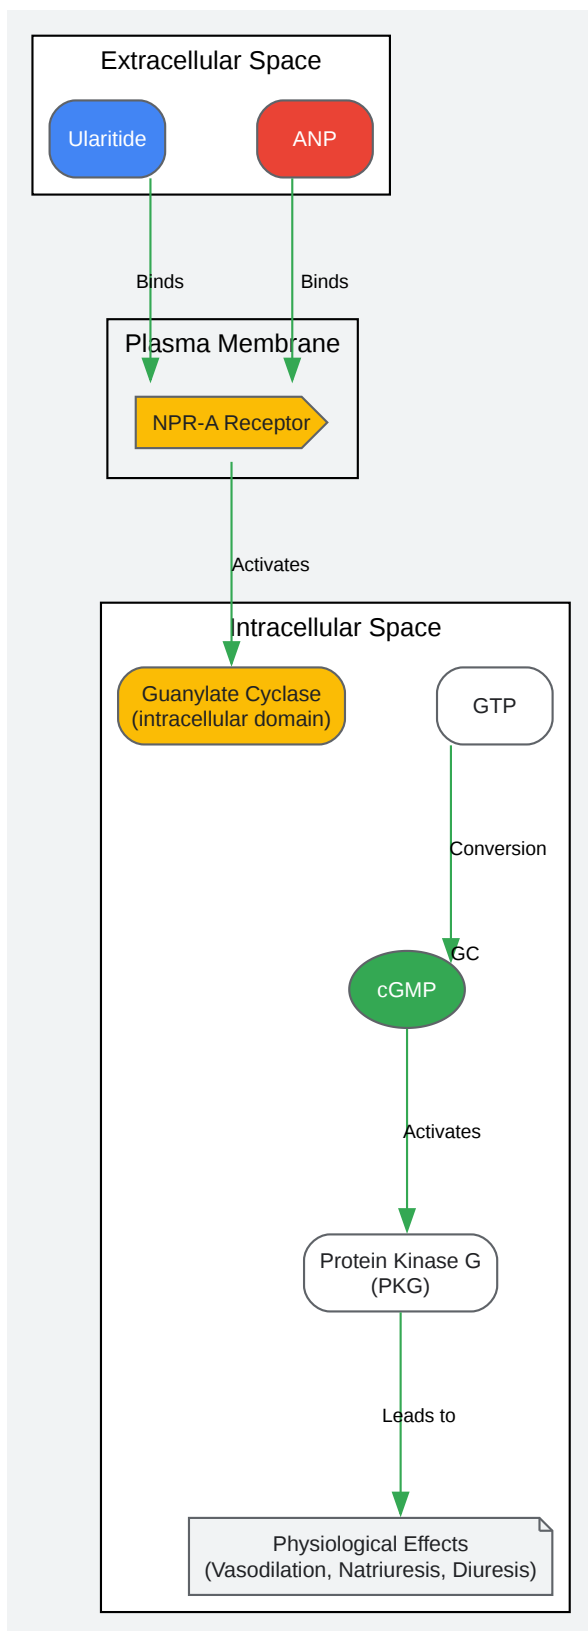 Extracellular Space
Ularitide
ANP
Binds
Binds
Plasma Membrane
NPR-A Receptor
Activates
Intracellular Space
Guanylate Cyclase
(intracellular domain)
GTP
Conversion
GC
cGMP
Activates
Protein Kinase G
(PKG)
Leads to
Physiological Effects
(Vasodilation, Natriuresis, Diuresis)